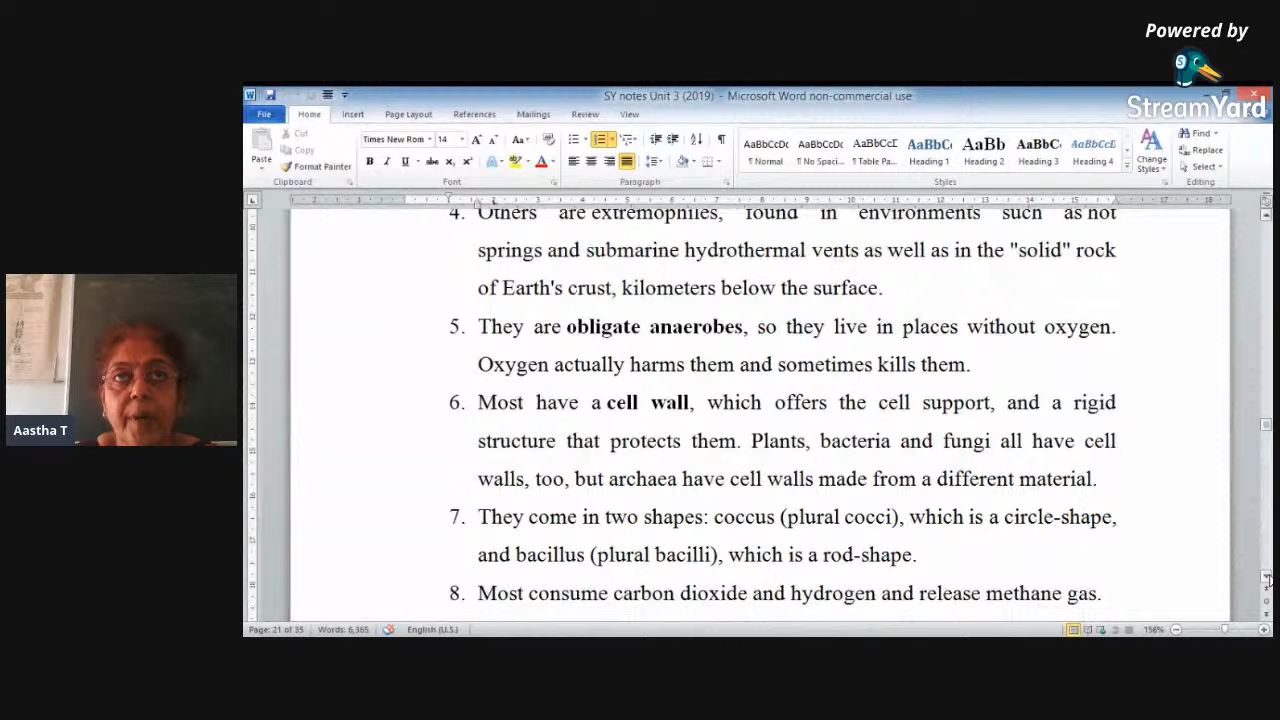 Powered by
StreamYard
SY notes Unit 3 (2019) - Microsoft Word non-commercial use
File Home Insert Page Layout References Mailings Review View
Cut
Copy
Paste
Format Painter
Clipboard
Times New Rom 14
Font
Paragraph
AaBbCcDc AaBbCcDc AaBbCcD AaBbC AaBb AaBbC AaBbCcD
¶ Normal ¶ No Spaci... ¶ Table Pa... Heading 1 Heading 2 Heading 3 Heading 4
Change
Styles
Styles
Find
Replace
Select
Editing
4. Others are extremophiles, found in environments such as hot
springs and submarine hydrothermal vents as well as in the "solid" rock
of Earth's crust, kilometers below the surface.
5. They are obligate anaerobes, so they live in places without oxygen.
Oxygen actually harms them and sometimes kills them.
6. Most have a cell wall, which offers the cell support, and a rigid
structure that protects them. Plants, bacteria and fungi all have cell
walls, too, but archaea have cell walls made from a different material.
7. They come in two shapes: coccus (plural cocci), which is a circle-shape,
and bacillus (plural bacilli), which is a rod-shape.
8. Most consume carbon dioxide and hydrogen and release methane gas.
Page: 21 of 35 Words: 6,365 English (U.S.) 156%
Aastha T